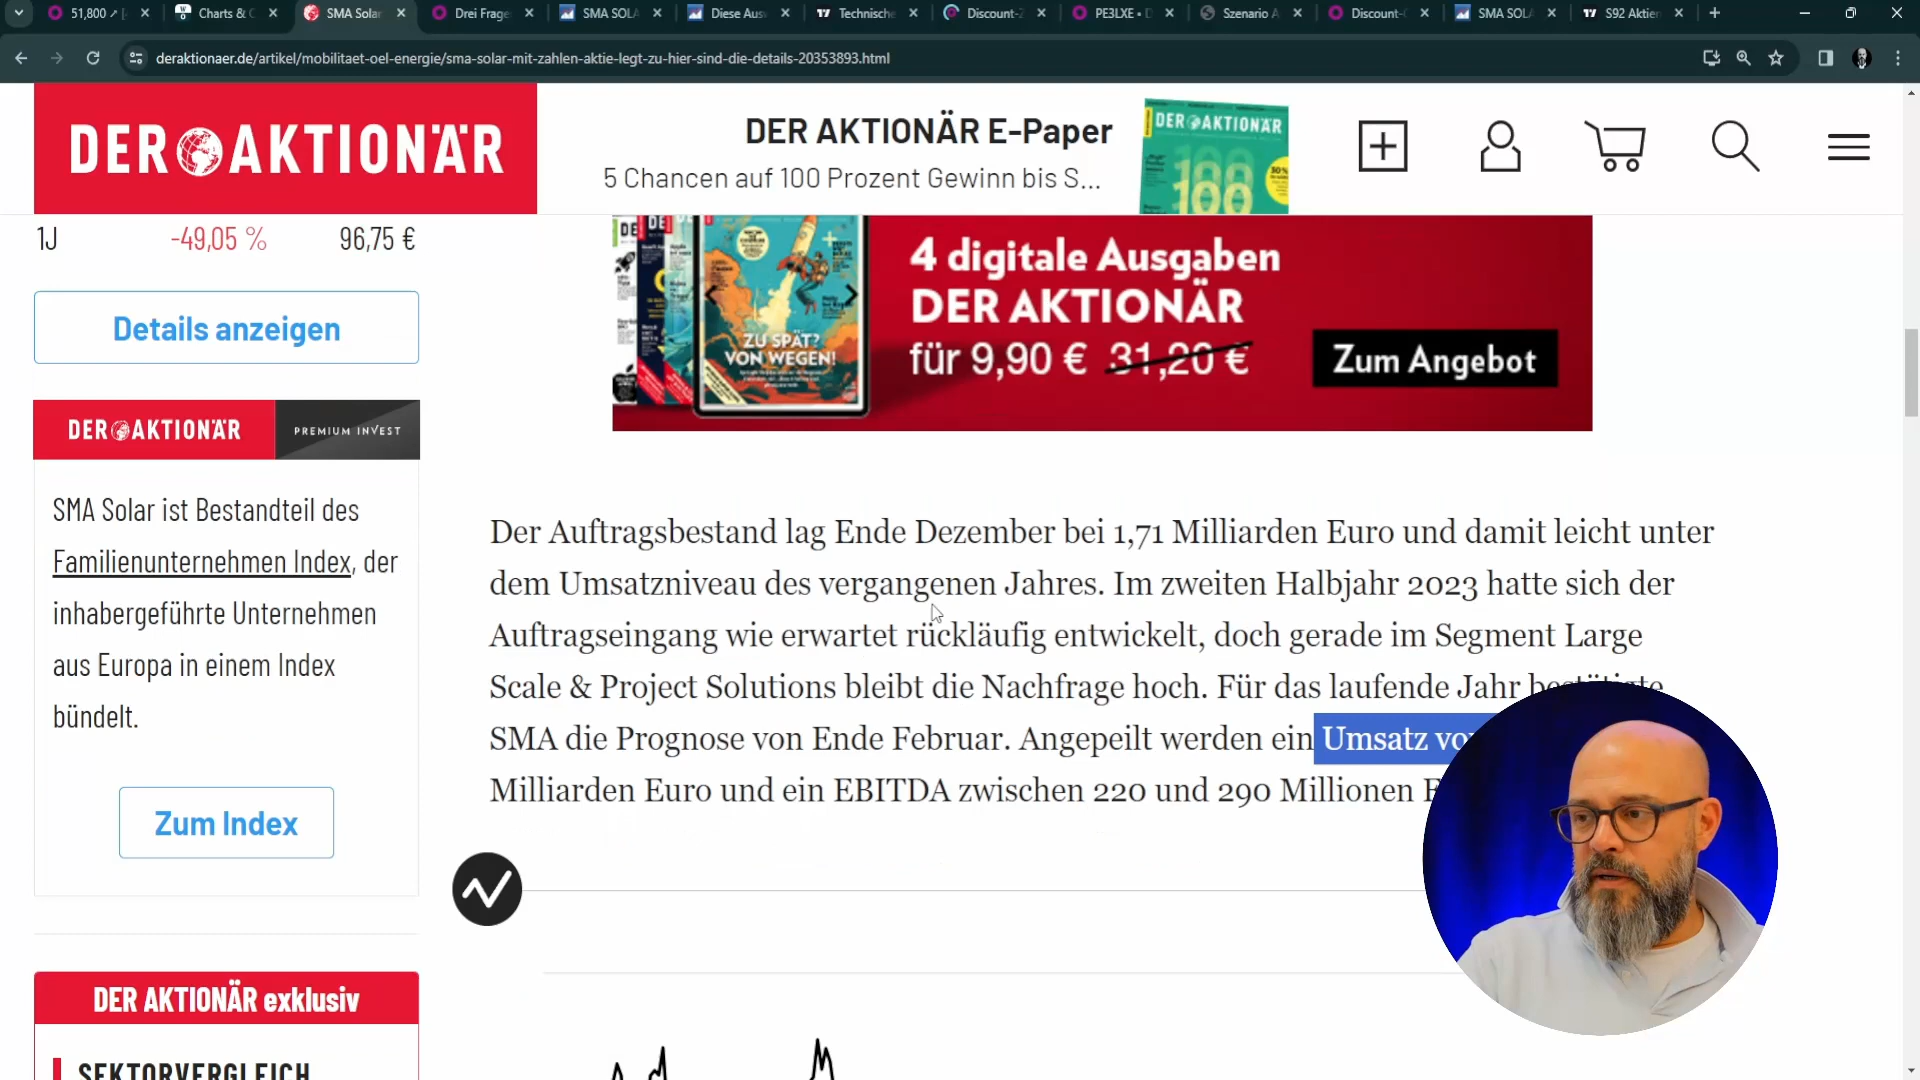 51,800
Charts & C
SMA Solar
Drei Frage
SMA SOLA
Diese Aus
Technische
Discount-Z
PE3LXE • D
Szenario A
Discount-C
SMA SOLA
S92 Aktien
deraktionaer.de/artikel/mobilitaet-oel-energie/sma-solar-mit-zahlen-aktie-legt-zu-hier-sind-die-details-20353893.html
DER AKTIONÄR
DER AKTIONÄR E-Paper
5 Chancen auf 100 Prozent Gewinn bis S...
DER AKTIONÄR
100
1J -49,05 % 96,75 €
Details anzeigen
ZU SPÄT?
VON WEGEN!
4 digitale Ausgaben
DER AKTIONÄR
für 9,90 € 31,20 €
Zum Angebot
DER AKTIONÄR PREMIUM INVEST
SMA Solar ist Bestandteil des
Familienunternehmen Index, der
inhabergeführte Unternehmen
aus Europa in einem Index
bündelt.
Zum Index
Der Auftragsbestand lag Ende Dezember bei 1,71 Milliarden Euro und damit leicht unter
dem Umsatzniveau des vergangenen Jahres. Im zweiten Halbjahr 2023 hatte sich der
Auftragseingang wie erwartet rückläufig entwickelt, doch gerade im Segment Large
Scale & Project Solutions bleibt die Nachfrage hoch. Für das laufende Jahr bestätigte
SMA die Prognose von Ende Februar. Angepeilt werden ein Umsatz vo
Milliarden Euro und ein EBITDA zwischen 220 und 290 Millionen E
DER AKTIONÄR exklusiv
SEKTORVERGLEICH